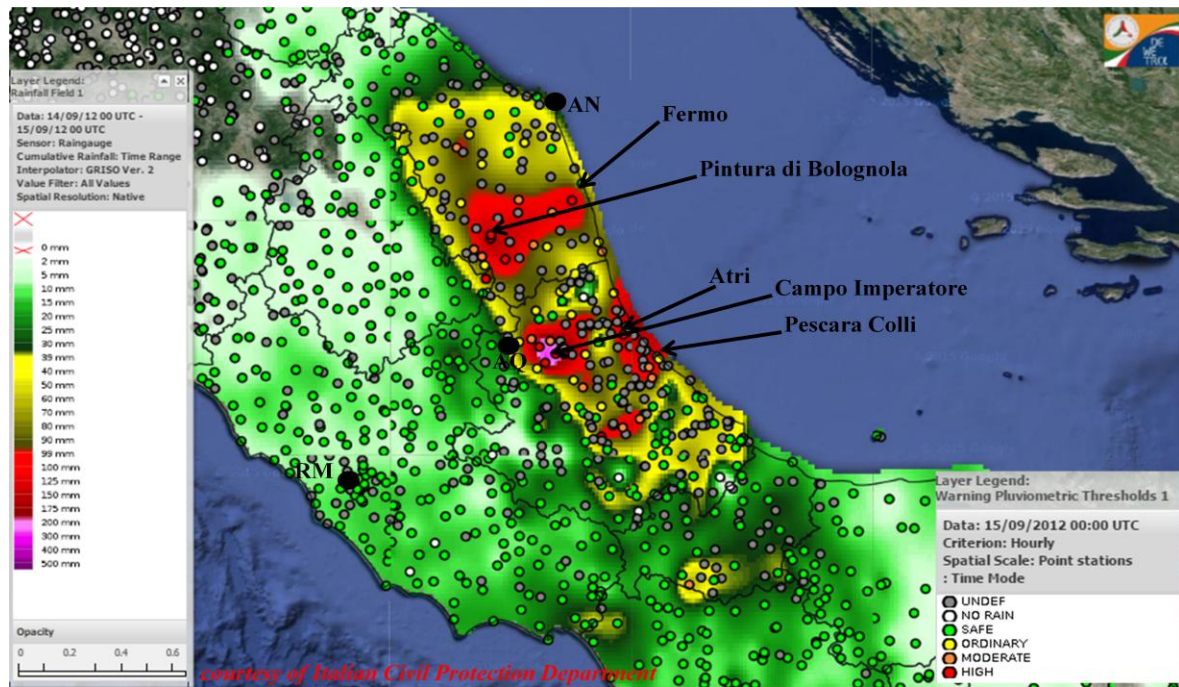 Layer Legend:
Rainfall Field 1
Data: 14/09/12 00 UTC -
15/09/12 00 UTC
Sensor: Raingauge
Cumulative Rainfall: Time Range
Interpolator: GRISO Ver. 2
Value Filter: All Values
Spatial Resolution: Native
0 mm
2 mm
5 mm
10 mm
15 mm
20 mm
25 mm
30 mm
39 mm
40 mm
50 mm
60 mm
70 mm
80 mm
90 mm
99 mm
100 mm
125 mm
150 mm
175 mm
200 mm
300 mm
400 mm
500 mm
Opacity
0 0.2 0.4 0.6
AN
Fermo
Pintura di Bolognola
Atri
Campo Imperatore
Pescara Colli
AQ
RM
courtesy of Italian Civil Protection Department
DE
WE
TRA
Layer Legend:
Warning Pluviometric Thresholds 1
Data: 15/09/2012 00:00 UTC
Criterion: Hourly
Spatial Scale: Point stations
: Time Mode
UNDEF
NO RAIN
SAFE
ORDINARY
MODERATE
HIGH